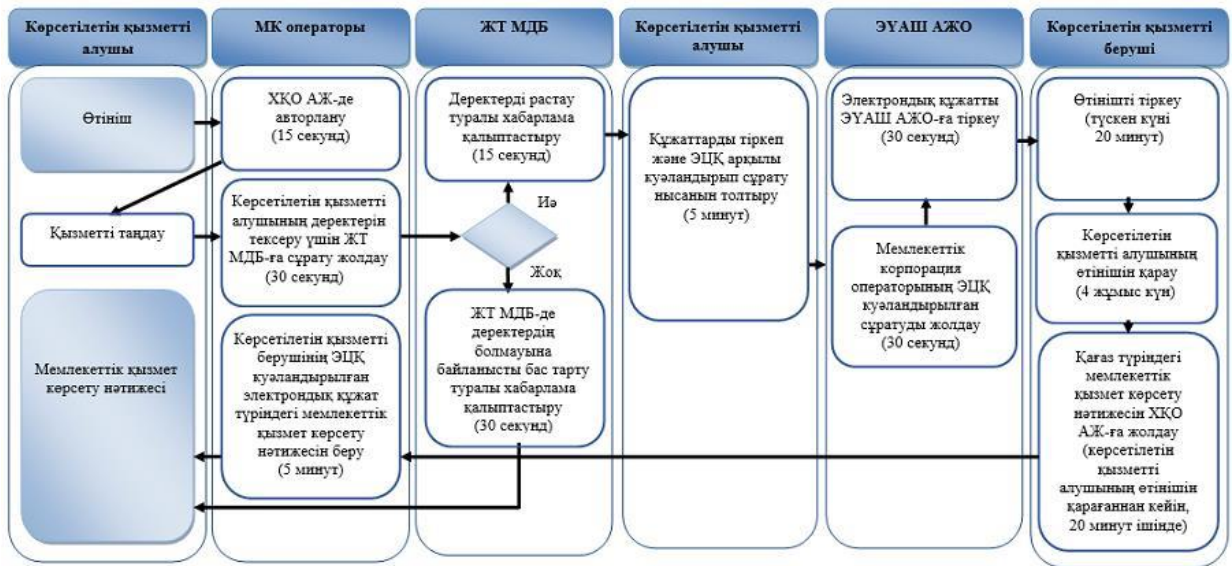 Көрсетілетін қызметті
алушы
МК операторы
ЖТ МДБ
Көрсетілетін қызметті
алушы
ЭҮАШ АЖО
Көрсетілетін қызметті
беруші
Өтініш
Қызметті таңдау
Мемлекеттік қызмет
көрсету нәтижесі
ХҚО АЖ-де
авторлану
(15 секунд)
Көрсетілетін қызметті
алушының деректерін
тексеру үшін ЖТ
МДБ-ға сұрату жолдау
(30 секунд)
Көрсетілетін қызметті
берушінің ЭЦҚ
куәландырылған
электрондық құжат
түріндегі мемлекеттік
қызмет көрсету
нәтижесін беру
(5 минут)
Деректерді растау
туралы хабарлама
қалыптастыру
(15 секунд)
Иә
Жоқ
ЖТ МДБ-де
деректердің
болмауына
байланысты бас тарту
туралы хабарлама
қалыптастыру
(30 секунд)
Құжаттарды тіркеп
және ЭЦҚ арқылы
куәландырып сұрату
нысанын толтыру
(5 минут)
Электрондық құжатты
ЭҮАШ АЖО-ға тіркеу
(30 секунд)
Мемлекеттік
корпорация
операторының ЭЦҚ
куәландырылған
сұратуды жолдау
(30 секунд)
Өтінішті тіркеу
(түскен күні
20 минут)
Көрсетілетін
қызметті алушының
өтінішін қарау
(4 жұмыс күн)
Қағаз түріндегі
мемлекеттік
қызмет көрсету
нәтижесін ХҚО
АЖ-ға жолдау
(көрсетілетін
қызметті
алушының өтінішін
қарағаннан кейін,
20 минут ішінде)